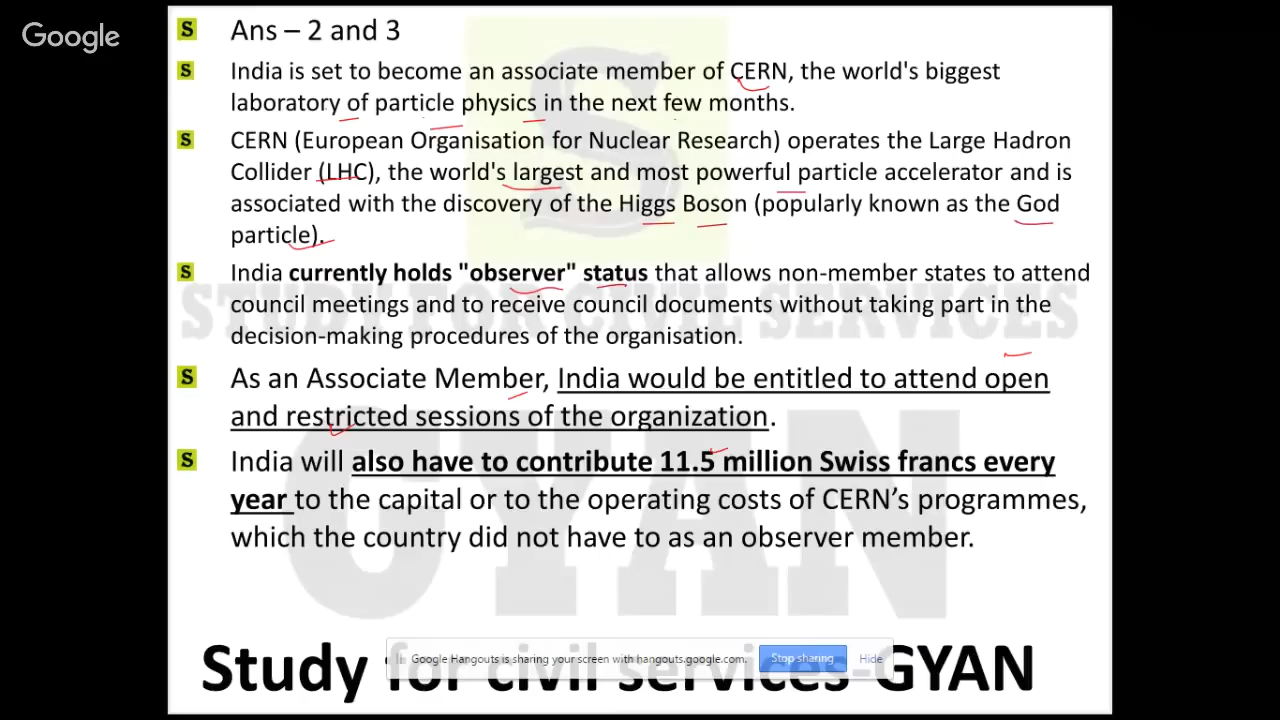 Google
Ans – 2 and 3
India is set to become an associate member of CERN, the world's biggest
laboratory of particle physics in the next few months.
CERN (European Organisation for Nuclear Research) operates the Large Hadron
Collider (LHC), the world's largest and most powerful particle accelerator and is
associated with the discovery of the Higgs Boson (popularly known as the God
particle).
India currently holds "observer" status that allows non-member states to attend
council meetings and to receive council documents without taking part in the
decision-making procedures of the organisation.
As an Associate Member, India would be entitled to attend open
and restricted sessions of the organization.
India will also have to contribute 11.5 million Swiss francs every
year to the capital or to the operating costs of CERN’s programmes,
which the country did not have to as an observer member.
STUDY FOR CIVIL SERVICES
GYAN
Google Hangouts is sharing your screen with hangouts.google.com. Stop sharing Hide
Study for civil services-GYAN